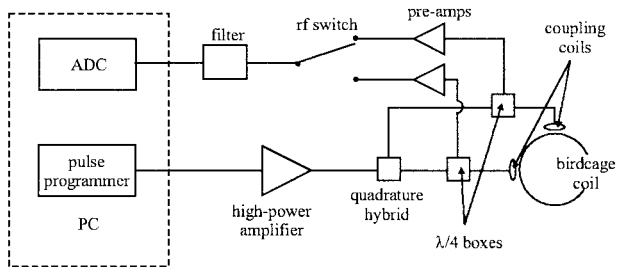 pre-amps
rf switch
coupling
coils
filter
ADC
pulse
programmer
birdcage
coil
quadrature
hybrid
high-power
amplifier
PC
λ/4 boxes